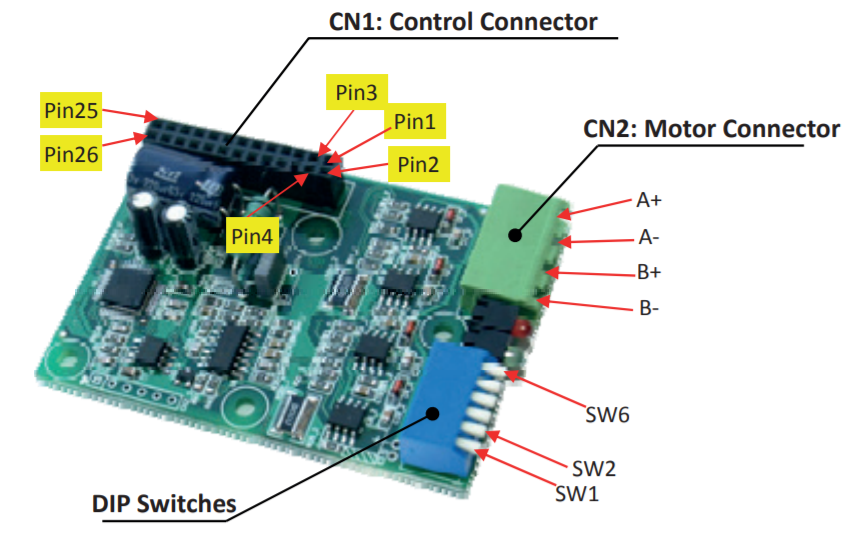 CN1: Control Connector
Pin3
Pin25
Pin1
CN2: Motor Connector
Pin26
Pin2
A+
Pin4
A-
B+
B-
SW6
SW2
DIP Switches
SW1